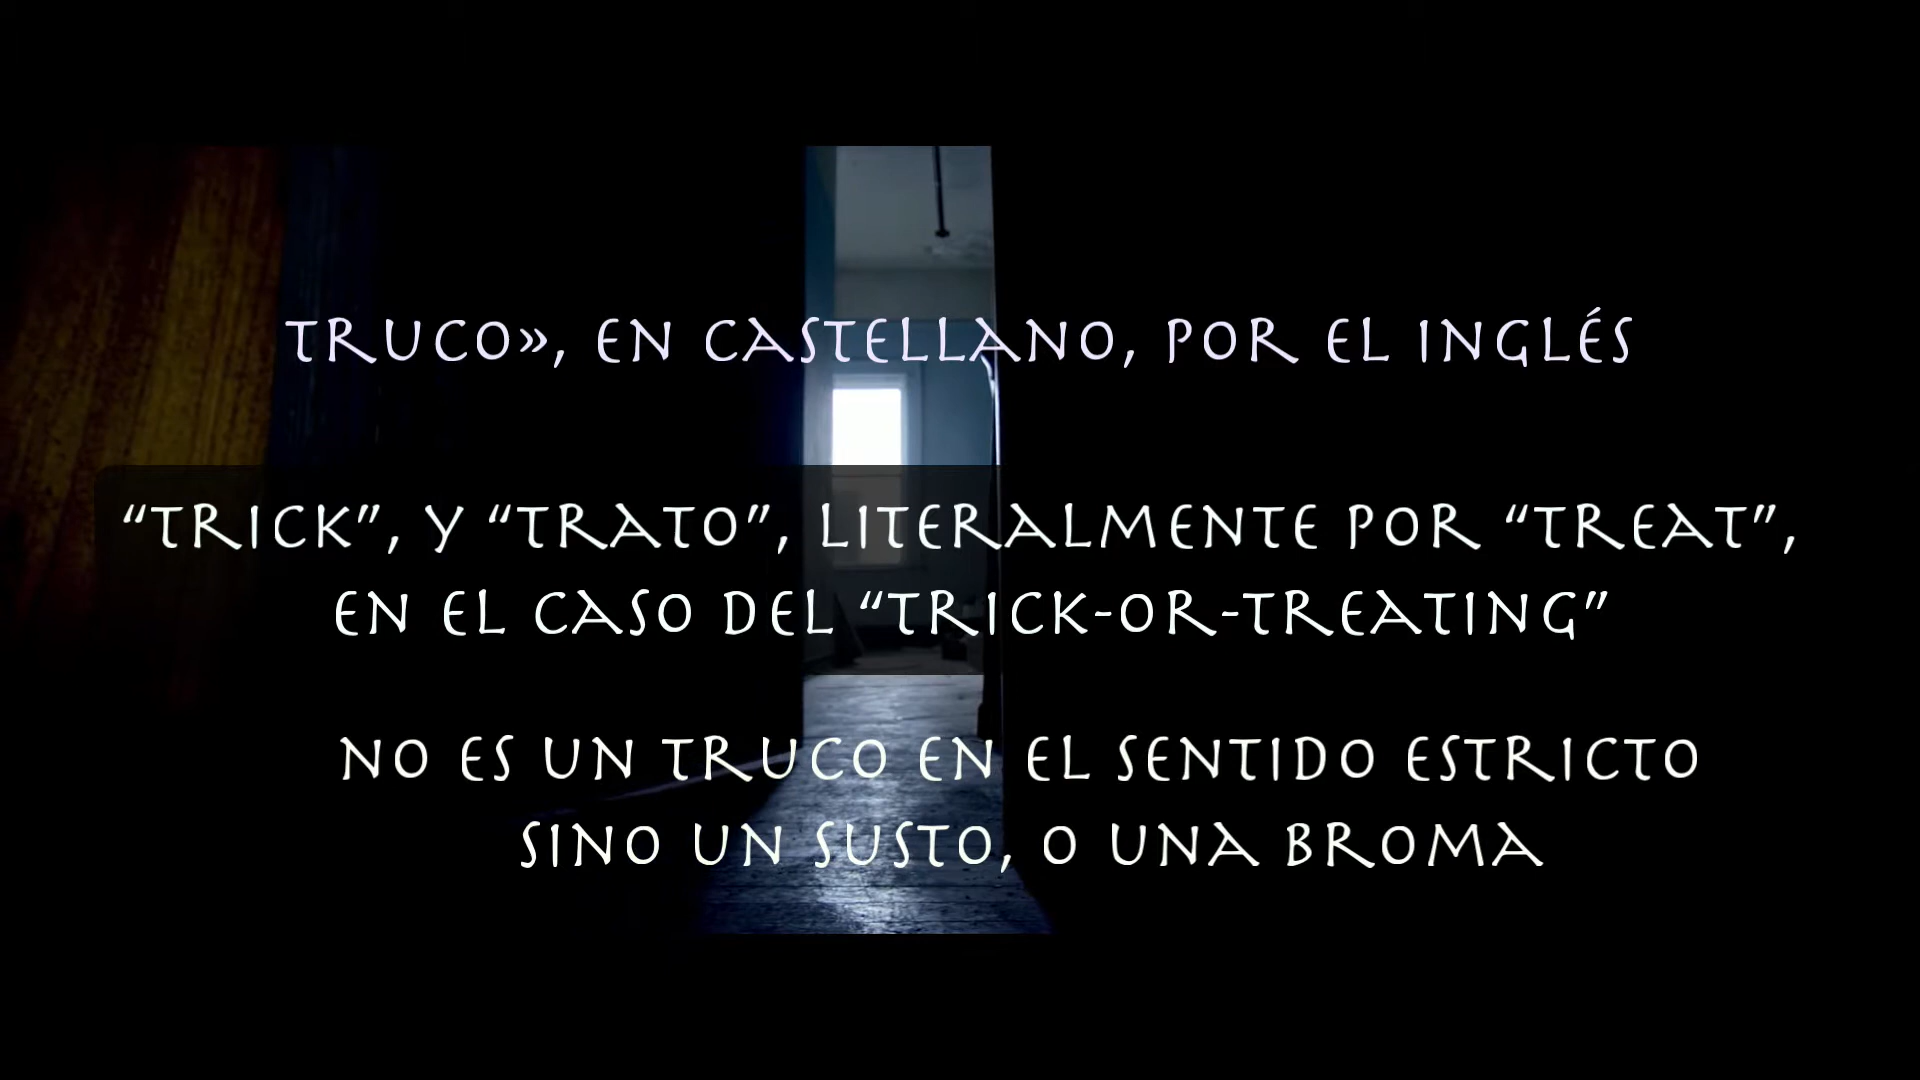 TRUCO», EN CASTELLANO, POR EL INGLÉS
“TRICK”, Y “TRATO”, LITERALMENTE POR “TREAT”,
EN EL CASO DEL “TRICK-OR-TREATING”
NO ES UN TRUCO EN EL SENTIDO ESTRICTO
SINO UN SUSTO, O UNA BROMA